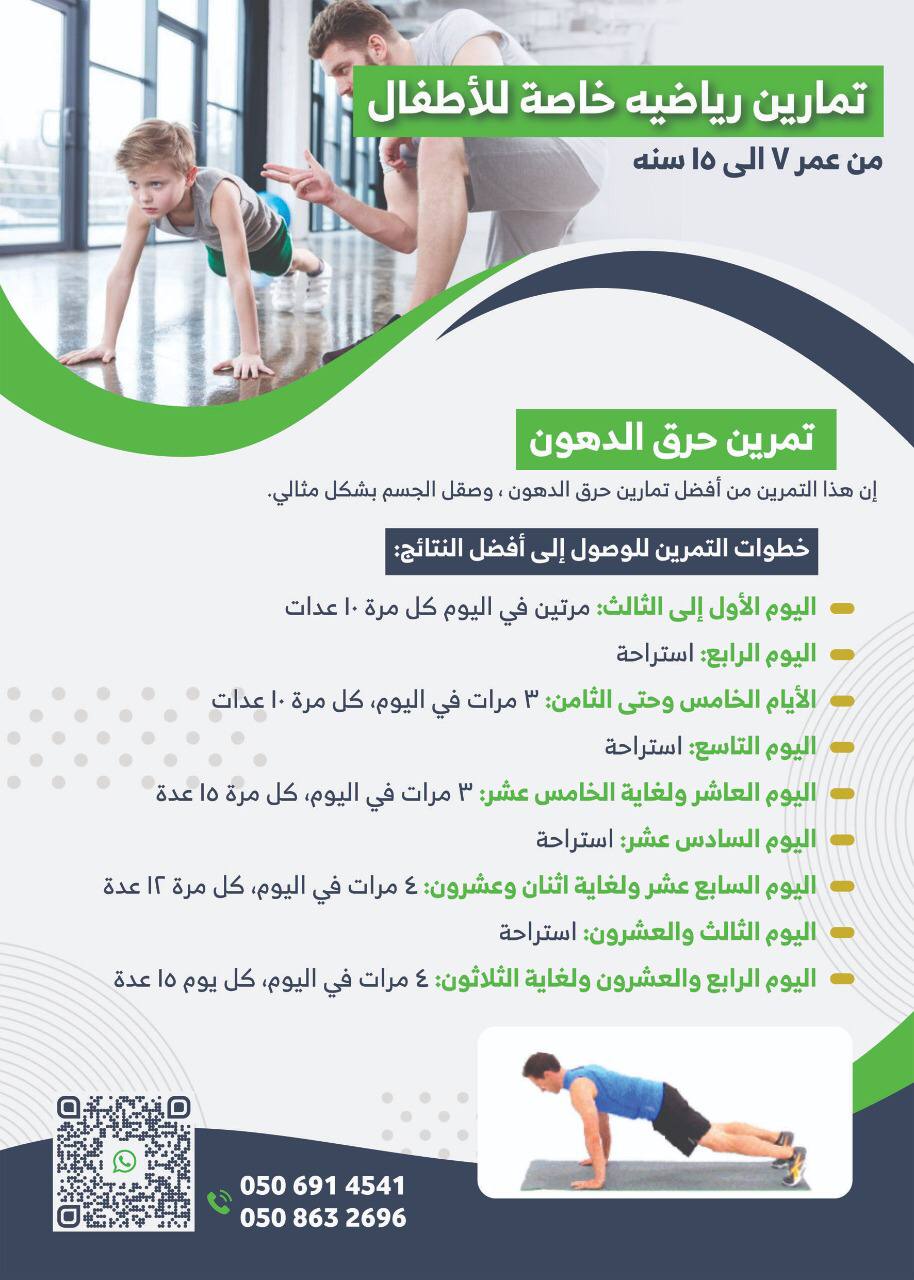 تمارين رياضيه خاصة للأطفال
من عمر ٧ الى ١٥ سنه
تمرين حرق الدهون
إن هذا التمرين من أفضل تمارين حرق الدهون ، وصقل الجسم بشكل مثالي.
خطوات التمرين للوصول إلى أفضل النتائج:
اليوم الأول إلى الثالث: مرتين في اليوم كل مرة ١٠ عدات
اليوم الرابع: استراحة
الأيام الخامس وحتى الثامن: ٣ مرات في اليوم، كل مرة ١٠ عدات
اليوم التاسع: استراحة
اليوم العاشر ولغاية الخامس عشر: ٣ مرات في اليوم، كل مرة ١٥ عدة
اليوم السادس عشر: استراحة
اليوم السابع عشر ولغاية اثنان وعشرون: ٤ مرات في اليوم، كل مرة ١٢ عدة
اليوم الثالث والعشرون: استراحة
اليوم الرابع والعشرون ولغاية الثلاثون: ٤ مرات في اليوم، كل يوم ١٥ عدة
050 691 4541
050 863 2696